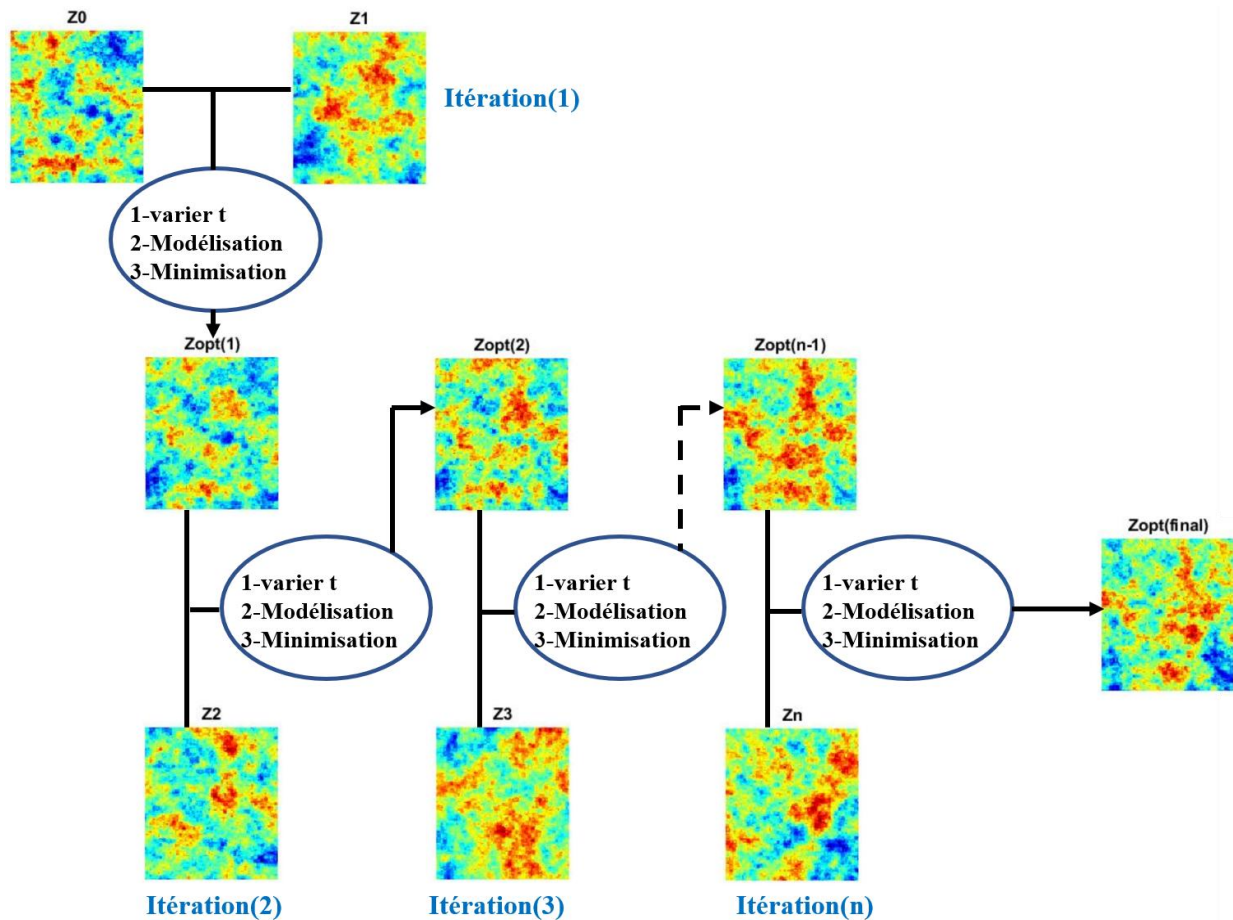 Z0
Z1
Itération(1)
1-varier t
2-Modélisation
3-Minimisation
Zopt(1)
Zopt(2)
Zopt(n-1)
Zopt(final)
1-varier t
2-Modélisation
3-Minimisation
1-varier t
2-Modélisation
3-Minimisation
1-varier t
2-Modélisation
3-Minimisation
Z2
Z3
Zn
Itération(2)
Itération(3)
Itération(n)